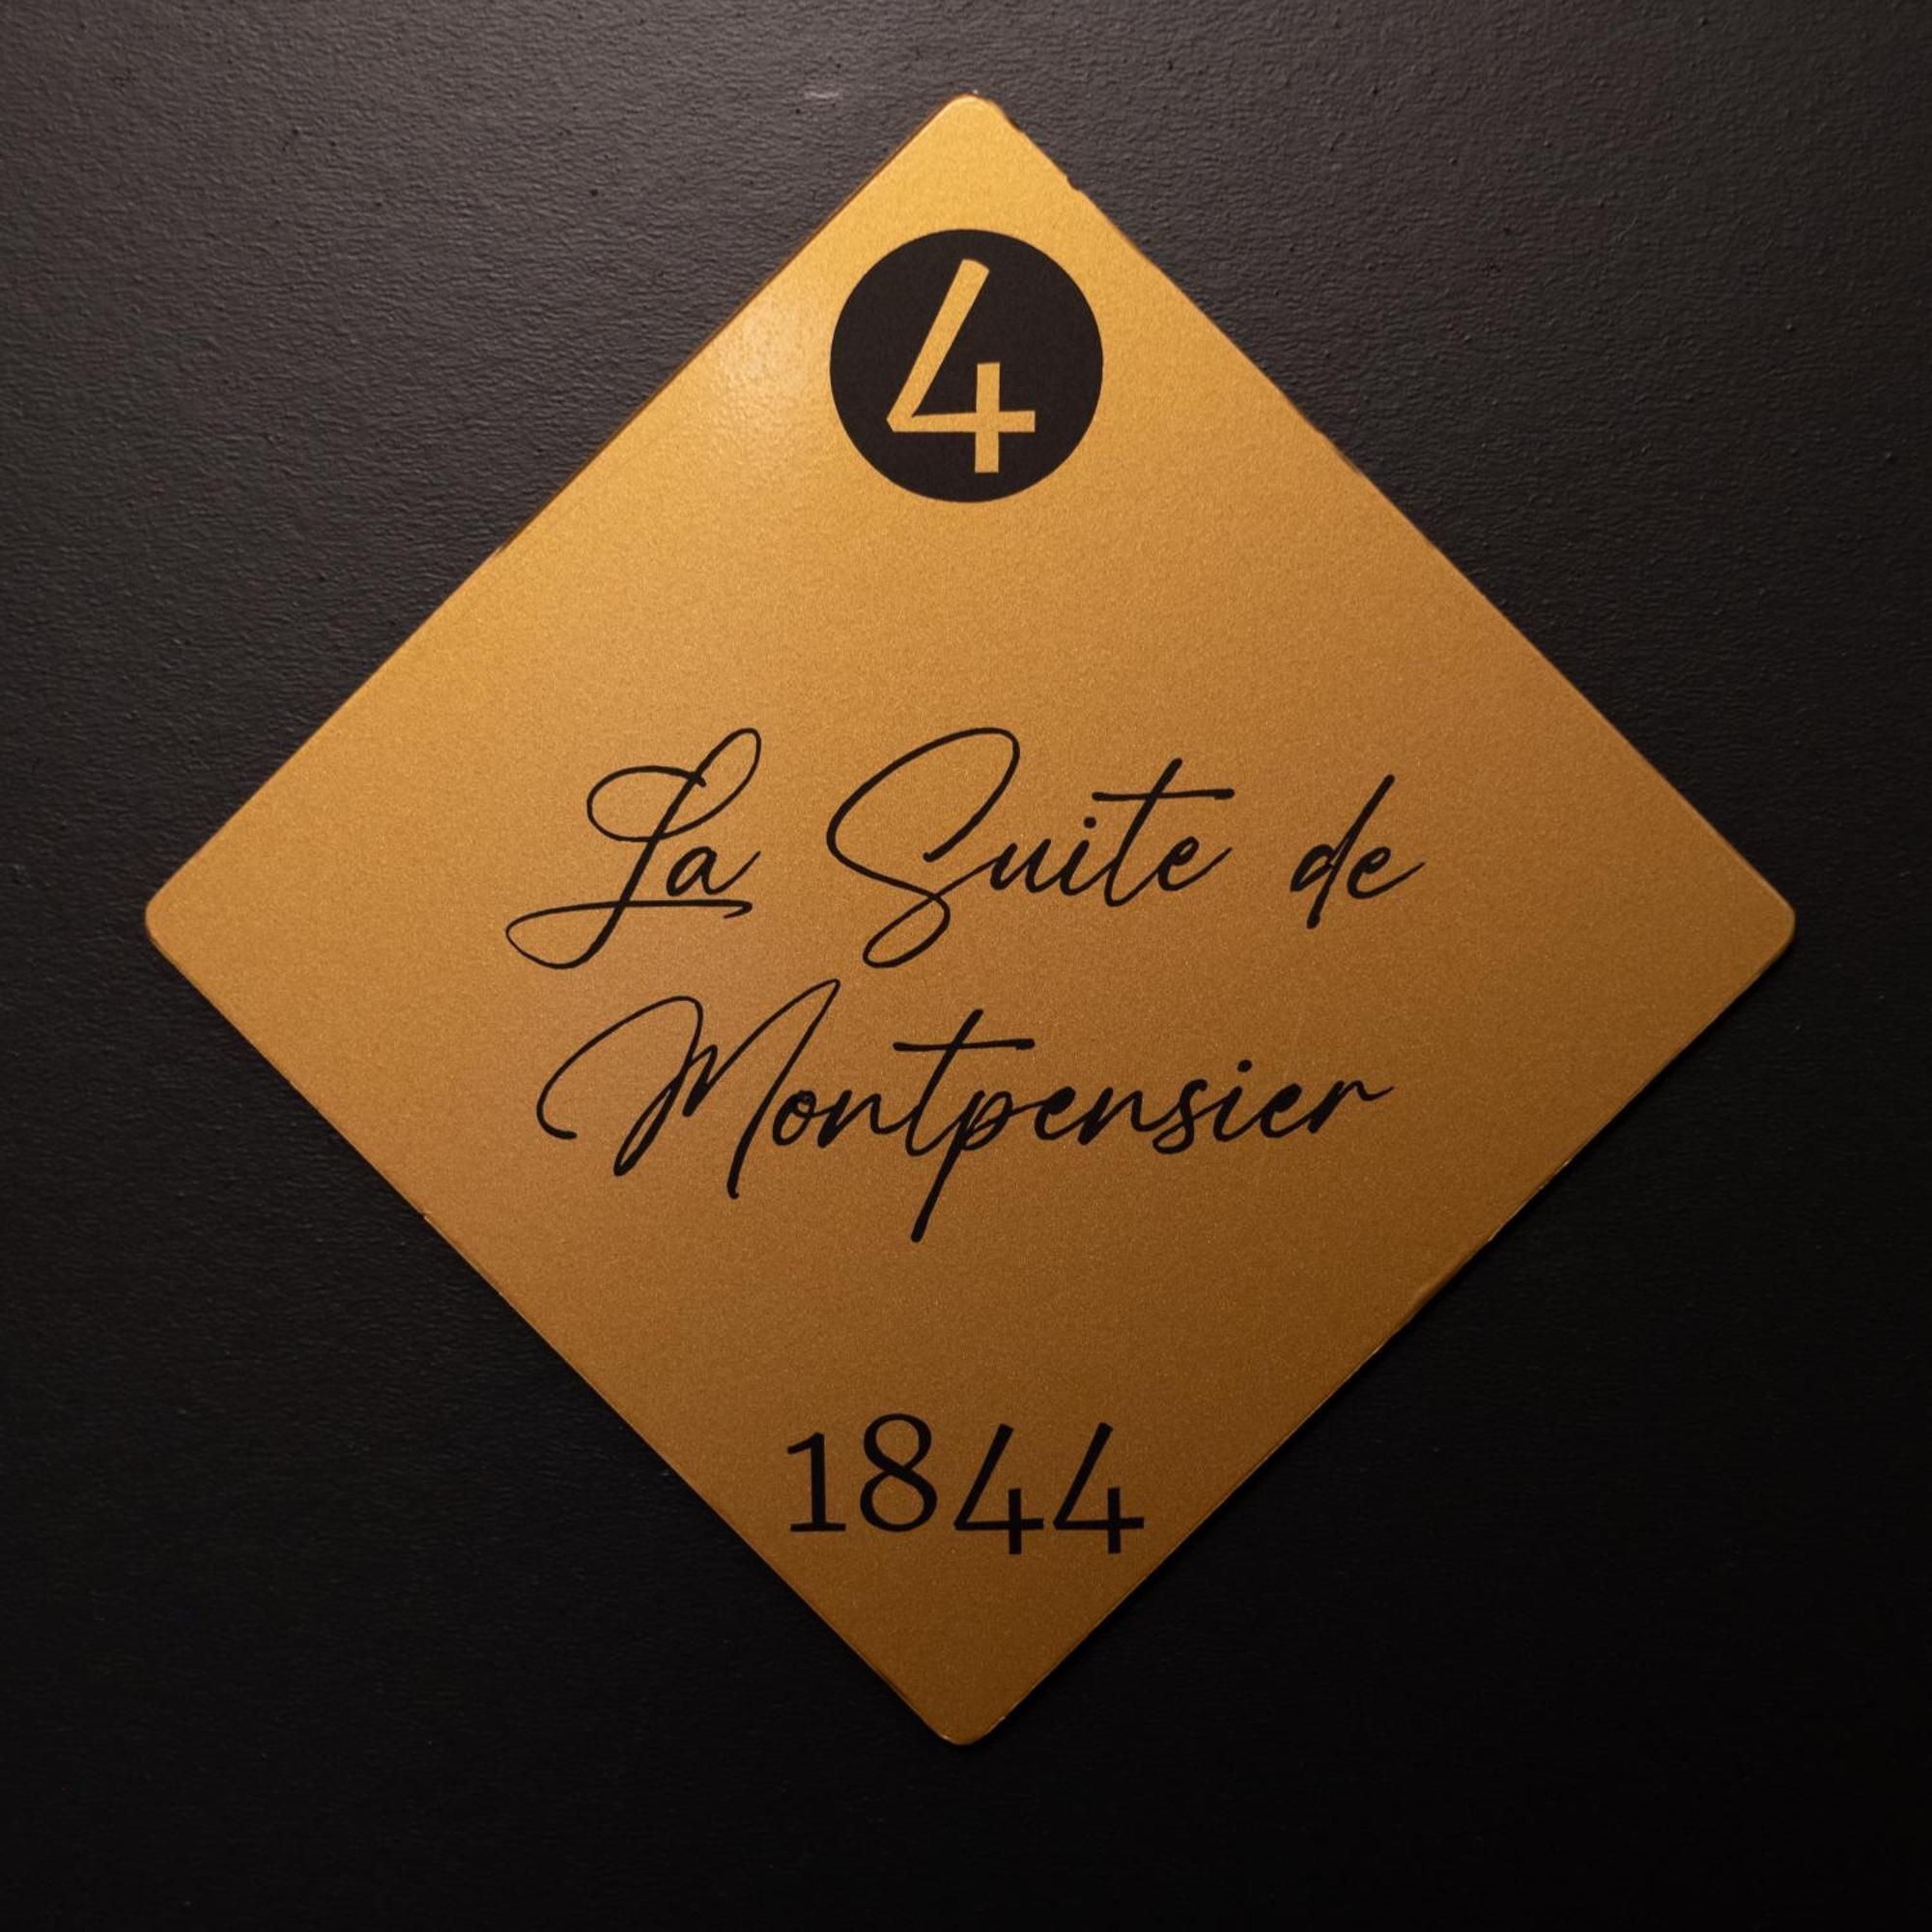 4
La Suite de
Montpensier
1844